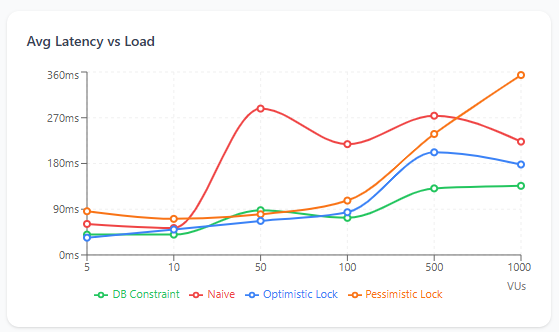 Avg Latency vs Load
360ms
270ms
180ms
90ms
0ms
5 10 50 100 500 1000
VUs
DB Constraint Naive Optimistic Lock Pessimistic Lock